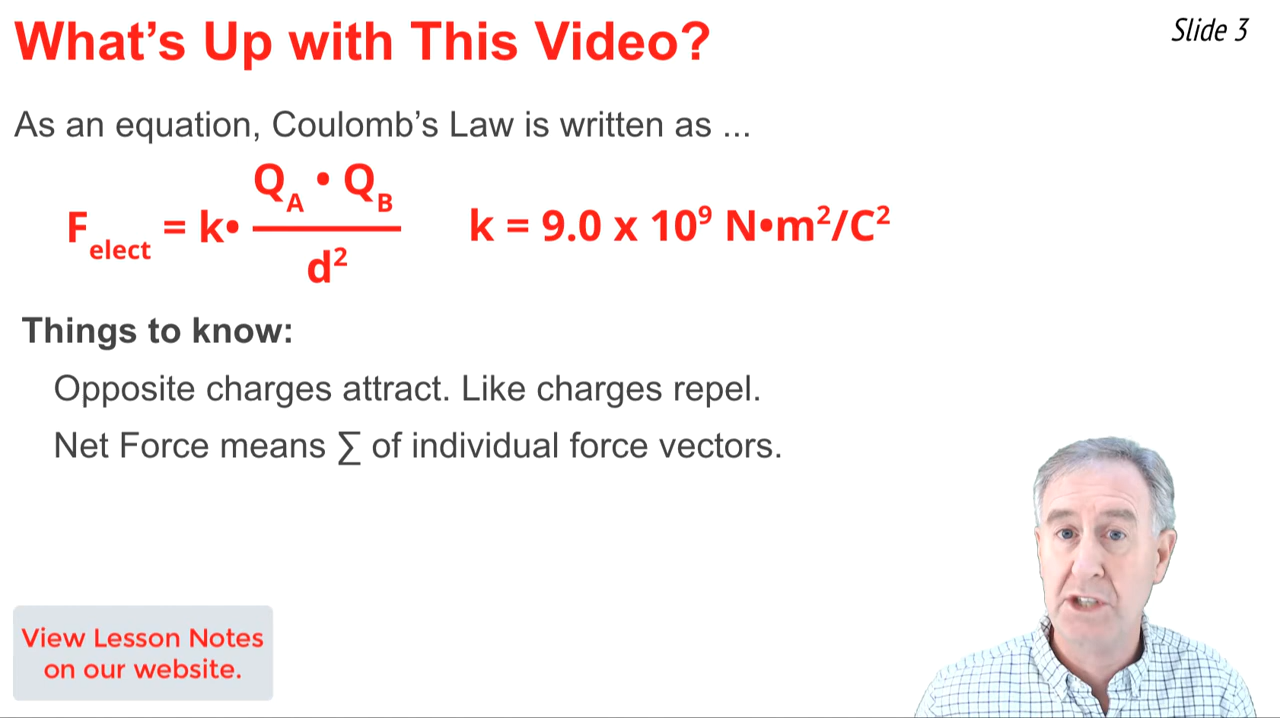 What's Up with This Video?
Slide 3
As an equation, Coulomb's Law is written as ...
F_elect = k• (Q_A • Q_B) / d²
k = 9.0 x 10⁹ N•m²/C²
Things to know:
Opposite charges attract. Like charges repel.
Net Force means ∑ of individual force vectors.
View Lesson Notes
on our website.